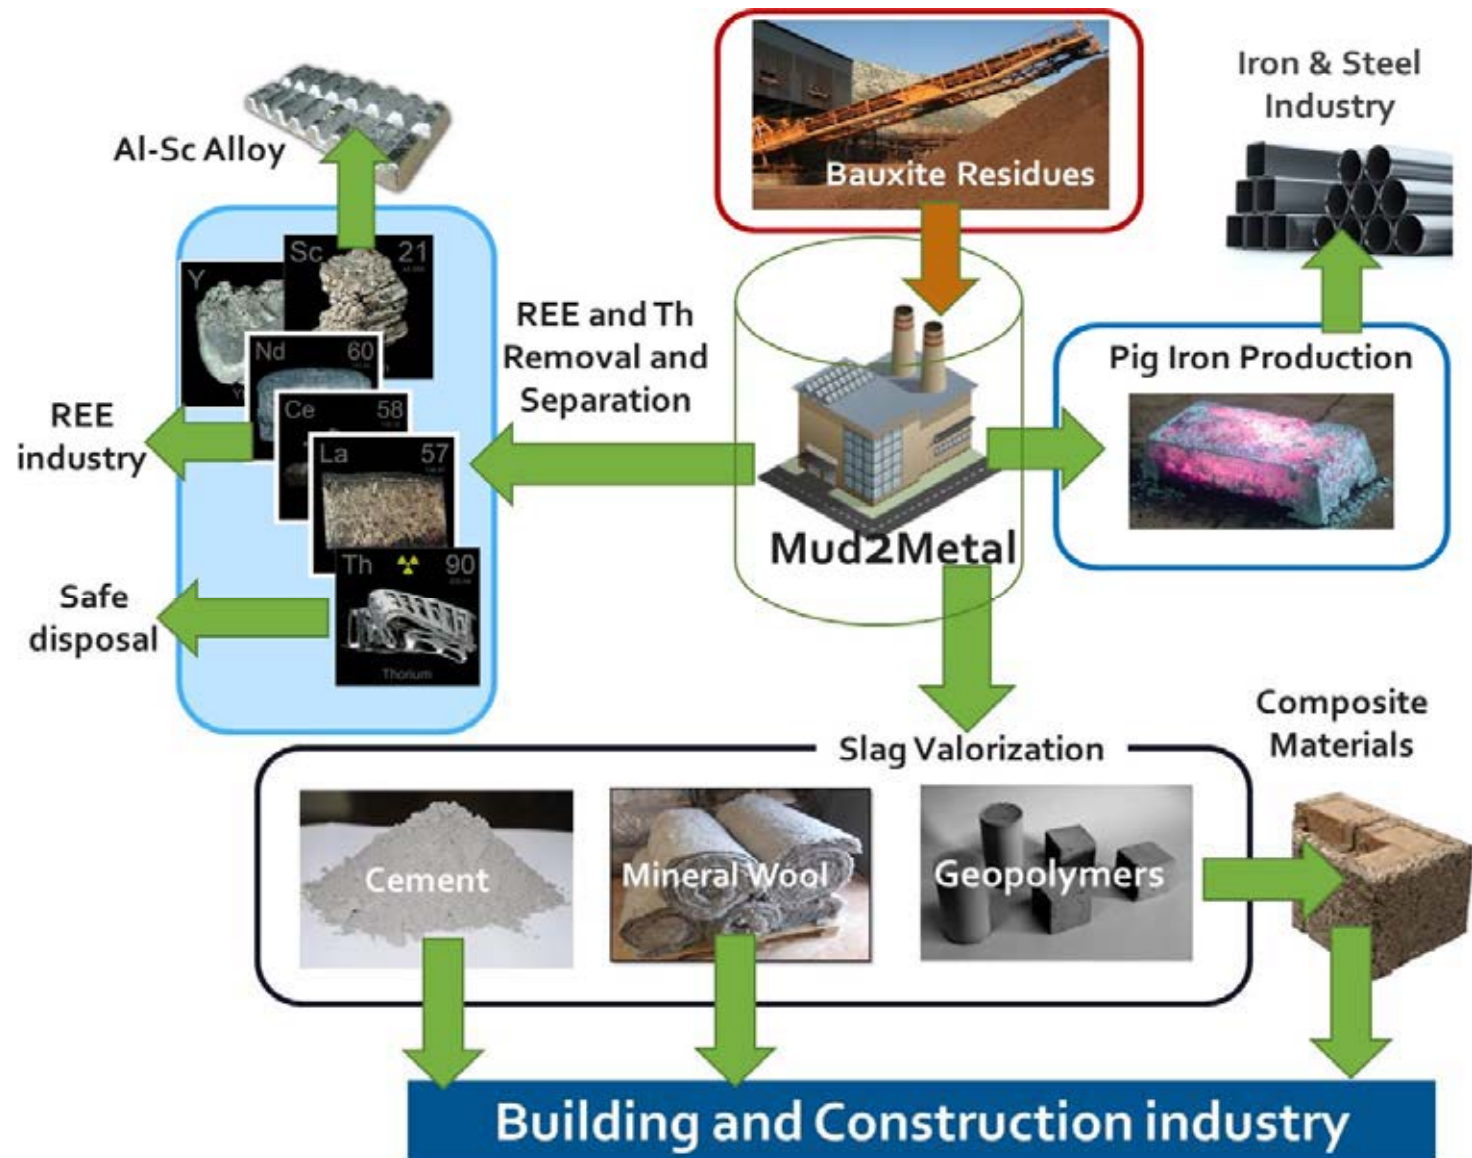 Iron & Steel
Industry
Al-Sc Alloy
Bauxite Residues
Sc 21
Y
REE and Th
Removal and
Separation
Nd 60
Pig Iron Production
Ce 58
REE
industry
La 57
Mud2Metal
Th 90
Safe
disposal
Thorium
Composite
Materials
Slag Valorization
Cement
Mineral Wool
Geopolymers
Building and Construction industry